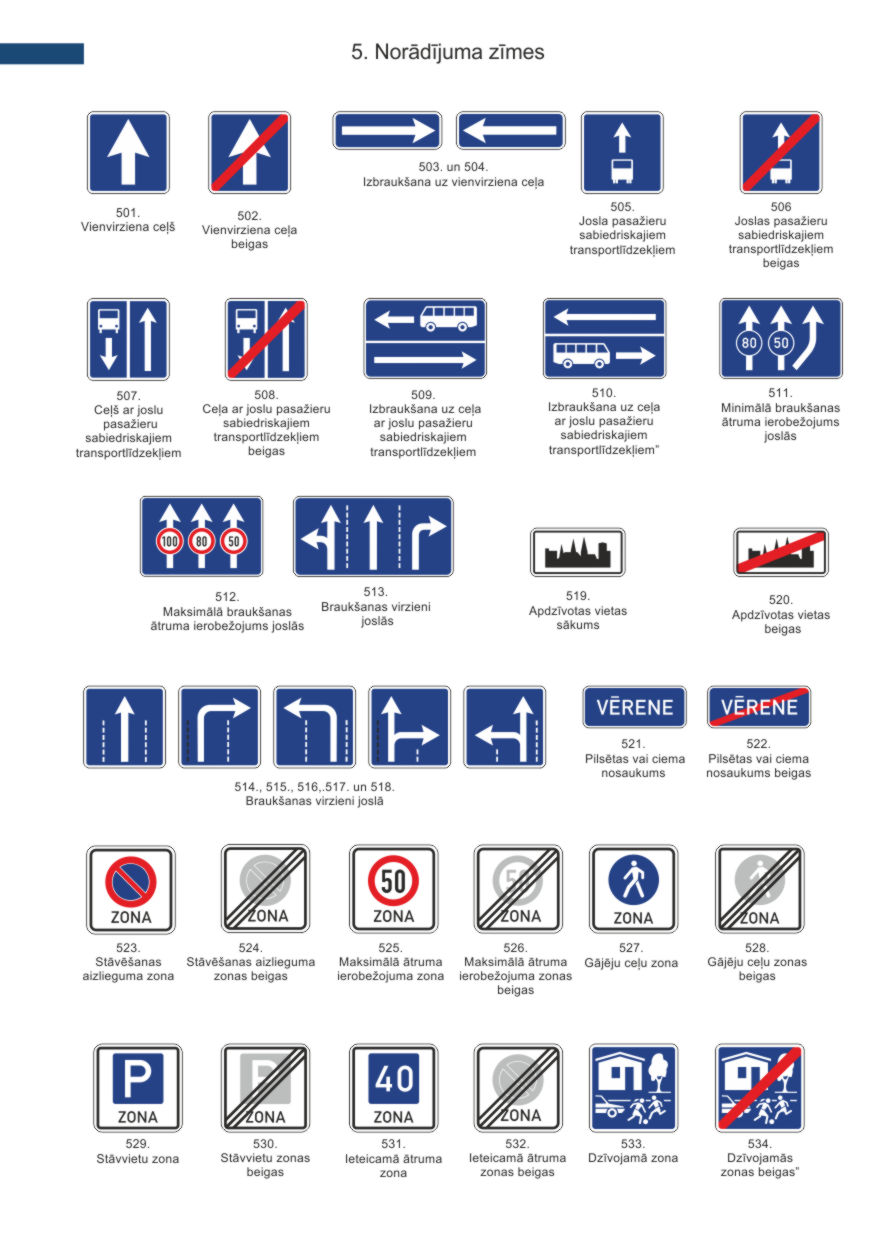 5. Norādījuma zīmes
501.
Vienvirziena ceļš
502.
Vienvirziena ceļa
beigas
503. un 504.
Izbraukšana uz vienvirziena ceļa
505.
Josla pasažieru
sabiedriskajiem
transportlīdzekļiem
506
Joslas pasažieru
sabiedriskajiem
transportlīdzekļiem
beigas
80
50
507.
Ceļš ar joslu
pasažieru
sabiedriskajiem
transportlīdzekļiem
508.
Ceļa ar joslu pasažieru
sabiedriskajiem
transportlīdzekļiem
beigas
509.
Izbraukšana uz ceļa
ar joslu pasažieru
sabiedriskajiem
transportlīdzekļiem
510.
Izbraukšana uz ceļa
ar joslu pasažieru
sabiedriskajiem
transportlīdzekļiem”
511.
Minimālā braukšanas
ātruma ierobežojums
joslās
100
80
50
512.
Maksimālā braukšanas
ātruma ierobežojums joslās
513.
Braukšanas virzieni
joslās
519.
Apdzīvotas vietas
sākums
520.
Apdzīvotas vietas
beigas
514., 515., 516,.517. un 518.
Braukšanas virzieni joslā
VĒRENE
521.
Pilsētas vai ciema
nosaukums
VĒRENE
522.
Pilsētas vai ciema
nosaukums beigas
ZONA
523.
Stāvēšanas
aizlieguma zona
ZONA
524.
Stāvēšanas aizlieguma
zonas beigas
50
ZONA
525.
Maksimālā ātruma
ierobežojuma zona
50
ZONA
526.
Maksimālā ātruma
ierobežojuma zonas
beigas
ZONA
527.
Gājēju ceļu zona
ZONA
528.
Gājēju ceļu zonas
beigas
P
ZONA
529.
Stāvvietu zona
P
ZONA
530.
Stāvvietu zonas
beigas
40
ZONA
531.
Ieteicamā ātruma
zona
ZONA
532.
Ieteicamā ātruma
zonas beigas
533.
Dzīvojamā zona
534.
Dzīvojamās
zonas beigas”